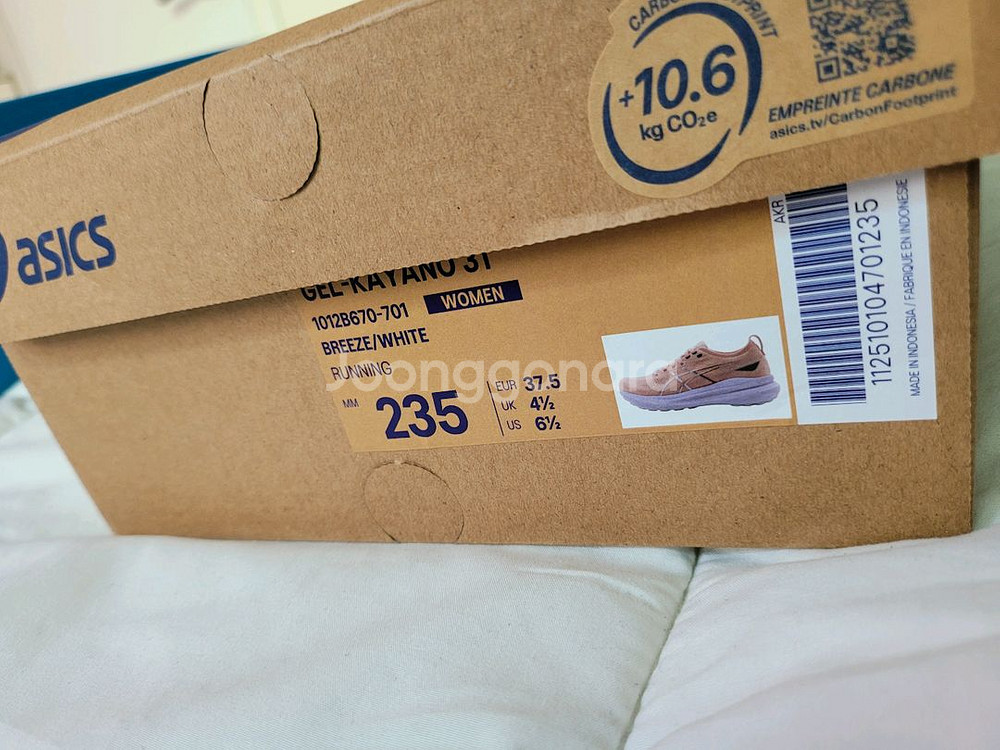 CARBON FOOTPRINT
+10.6
kg CO₂e
EMPREINTE CARBONE
asics.tv/CarbonFootprint
asics
GEL-KAYANO 31
1012B670-701 WOMEN
BREEZE/WHITE
RUNNING
MM 235
EUR 37.5
UK 4½
US 6½
AKR
112510104701235
MADE IN INDONESIA / FABRIQUE EN INDONESIE
Joonggonara